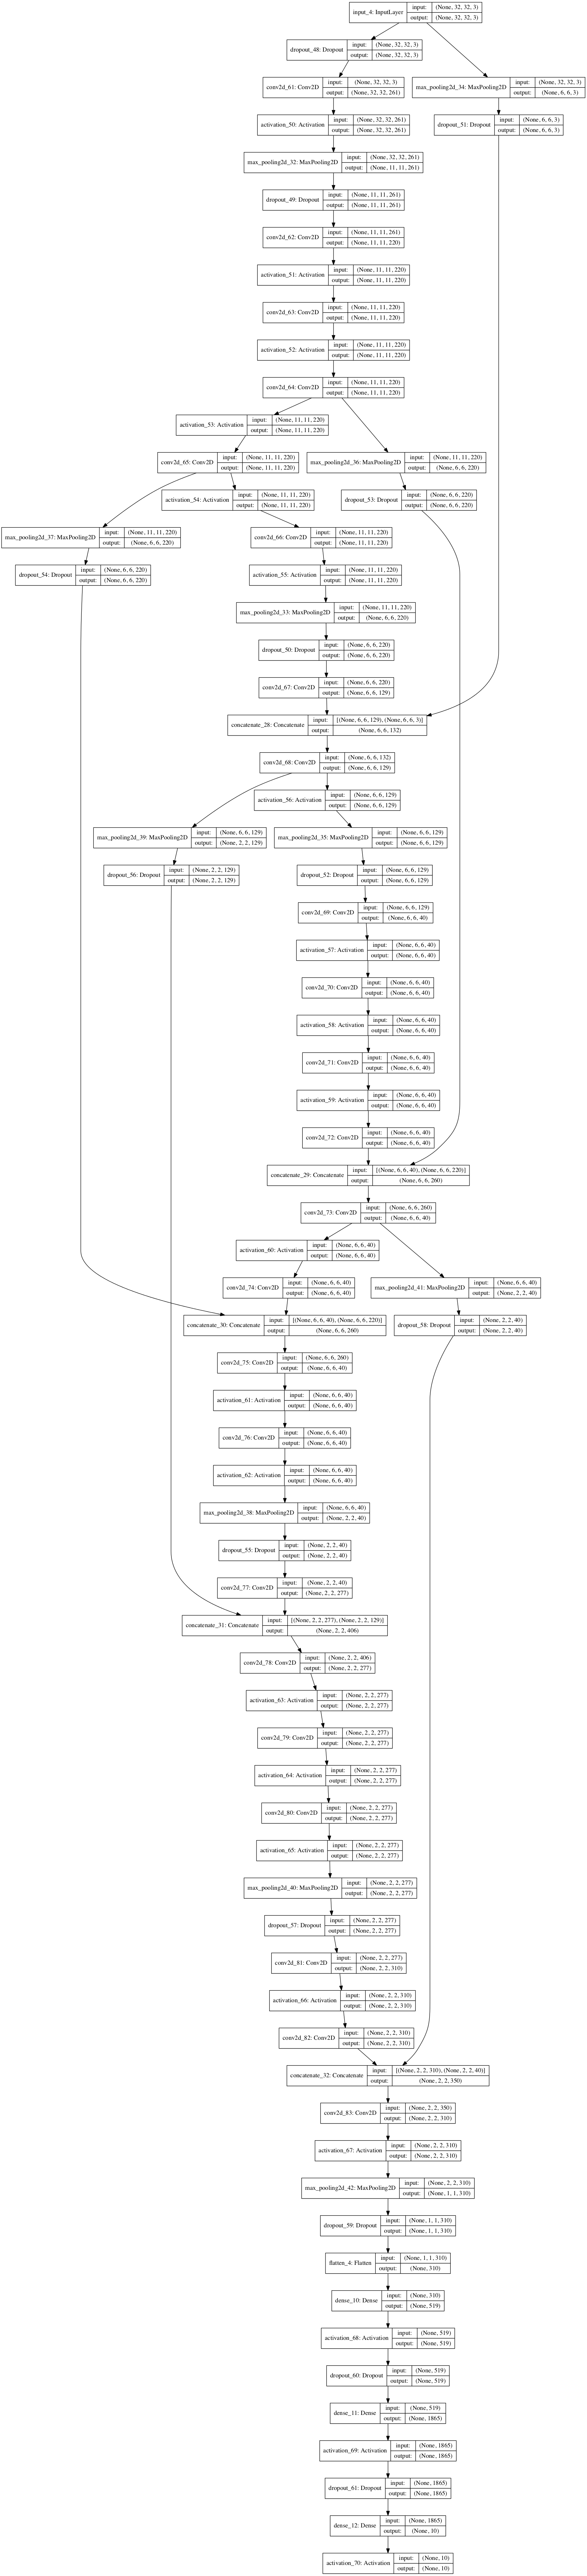 input_4: InputLayer
input: (None, 32, 32, 3)
output: (None, 32, 32, 3)
dropout_48: Dropout
input: (None, 32, 32, 3)
output: (None, 32, 32, 3)
conv2d_61: Conv2D
input: (None, 32, 32, 3)
output: (None, 32, 32, 261)
max_pooling2d_34: MaxPooling2D
input: (None, 32, 32, 3)
output: (None, 6, 6, 3)
activation_50: Activation
input: (None, 32, 32, 261)
output: (None, 32, 32, 261)
dropout_51: Dropout
input: (None, 6, 6, 3)
output: (None, 6, 6, 3)
max_pooling2d_32: MaxPooling2D
input: (None, 32, 32, 261)
output: (None, 11, 11, 261)
dropout_49: Dropout
input: (None, 11, 11, 261)
output: (None, 11, 11, 261)
conv2d_62: Conv2D
input: (None, 11, 11, 261)
output: (None, 11, 11, 220)
activation_51: Activation
input: (None, 11, 11, 220)
output: (None, 11, 11, 220)
conv2d_63: Conv2D
input: (None, 11, 11, 220)
output: (None, 11, 11, 220)
activation_52: Activation
input: (None, 11, 11, 220)
output: (None, 11, 11, 220)
conv2d_64: Conv2D
input: (None, 11, 11, 220)
output: (None, 11, 11, 220)
activation_53: Activation
input: (None, 11, 11, 220)
output: (None, 11, 11, 220)
conv2d_65: Conv2D
input: (None, 11, 11, 220)
output: (None, 11, 11, 220)
max_pooling2d_36: MaxPooling2D
input: (None, 11, 11, 220)
output: (None, 6, 6, 220)
activation_54: Activation
input: (None, 11, 11, 220)
output: (None, 11, 11, 220)
dropout_53: Dropout
input: (None, 6, 6, 220)
output: (None, 6, 6, 220)
max_pooling2d_37: MaxPooling2D
input: (None, 11, 11, 220)
output: (None, 6, 6, 220)
conv2d_66: Conv2D
input: (None, 11, 11, 220)
output: (None, 11, 11, 220)
dropout_54: Dropout
input: (None, 6, 6, 220)
output: (None, 6, 6, 220)
activation_55: Activation
input: (None, 11, 11, 220)
output: (None, 11, 11, 220)
max_pooling2d_33: MaxPooling2D
input: (None, 11, 11, 220)
output: (None, 6, 6, 220)
dropout_50: Dropout
input: (None, 6, 6, 220)
output: (None, 6, 6, 220)
conv2d_67: Conv2D
input: (None, 6, 6, 220)
output: (None, 6, 6, 129)
concatenate_28: Concatenate
input: [(None, 6, 6, 129), (None, 6, 6, 3)]
output: (None, 6, 6, 132)
conv2d_68: Conv2D
input: (None, 6, 6, 132)
output: (None, 6, 6, 129)
activation_56: Activation
input: (None, 6, 6, 129)
output: (None, 6, 6, 129)
max_pooling2d_39: MaxPooling2D
input: (None, 6, 6, 129)
output: (None, 2, 2, 129)
max_pooling2d_35: MaxPooling2D
input: (None, 6, 6, 129)
output: (None, 6, 6, 129)
dropout_56: Dropout
input: (None, 2, 2, 129)
output: (None, 2, 2, 129)
dropout_52: Dropout
input: (None, 6, 6, 129)
output: (None, 6, 6, 129)
conv2d_69: Conv2D
input: (None, 6, 6, 129)
output: (None, 6, 6, 40)
activation_57: Activation
input: (None, 6, 6, 40)
output: (None, 6, 6, 40)
conv2d_70: Conv2D
input: (None, 6, 6, 40)
output: (None, 6, 6, 40)
activation_58: Activation
input: (None, 6, 6, 40)
output: (None, 6, 6, 40)
conv2d_71: Conv2D
input: (None, 6, 6, 40)
output: (None, 6, 6, 40)
activation_59: Activation
input: (None, 6, 6, 40)
output: (None, 6, 6, 40)
conv2d_72: Conv2D
input: (None, 6, 6, 40)
output: (None, 6, 6, 40)
concatenate_29: Concatenate
input: [(None, 6, 6, 40), (None, 6, 6, 220)]
output: (None, 6, 6, 260)
conv2d_73: Conv2D
input: (None, 6, 6, 260)
output: (None, 6, 6, 40)
activation_60: Activation
input: (None, 6, 6, 40)
output: (None, 6, 6, 40)
conv2d_74: Conv2D
input: (None, 6, 6, 40)
output: (None, 6, 6, 40)
max_pooling2d_41: MaxPooling2D
input: (None, 6, 6, 40)
output: (None, 2, 2, 40)
concatenate_30: Concatenate
input: [(None, 6, 6, 40), (None, 6, 6, 220)]
output: (None, 6, 6, 260)
dropout_58: Dropout
input: (None, 2, 2, 40)
output: (None, 2, 2, 40)
conv2d_75: Conv2D
input: (None, 6, 6, 260)
output: (None, 6, 6, 40)
activation_61: Activation
input: (None, 6, 6, 40)
output: (None, 6, 6, 40)
conv2d_76: Conv2D
input: (None, 6, 6, 40)
output: (None, 6, 6, 40)
activation_62: Activation
input: (None, 6, 6, 40)
output: (None, 6, 6, 40)
max_pooling2d_38: MaxPooling2D
input: (None, 6, 6, 40)
output: (None, 2, 2, 40)
dropout_55: Dropout
input: (None, 2, 2, 40)
output: (None, 2, 2, 40)
conv2d_77: Conv2D
input: (None, 2, 2, 40)
output: (None, 2, 2, 277)
concatenate_31: Concatenate
input: [(None, 2, 2, 277), (None, 2, 2, 129)]
output: (None, 2, 2, 406)
conv2d_78: Conv2D
input: (None, 2, 2, 406)
output: (None, 2, 2, 277)
activation_63: Activation
input: (None, 2, 2, 277)
output: (None, 2, 2, 277)
conv2d_79: Conv2D
input: (None, 2, 2, 277)
output: (None, 2, 2, 277)
activation_64: Activation
input: (None, 2, 2, 277)
output: (None, 2, 2, 277)
conv2d_80: Conv2D
input: (None, 2, 2, 277)
output: (None, 2, 2, 277)
activation_65: Activation
input: (None, 2, 2, 277)
output: (None, 2, 2, 277)
max_pooling2d_40: MaxPooling2D
input: (None, 2, 2, 277)
output: (None, 2, 2, 277)
dropout_57: Dropout
input: (None, 2, 2, 277)
output: (None, 2, 2, 277)
conv2d_81: Conv2D
input: (None, 2, 2, 277)
output: (None, 2, 2, 310)
activation_66: Activation
input: (None, 2, 2, 310)
output: (None, 2, 2, 310)
conv2d_82: Conv2D
input: (None, 2, 2, 310)
output: (None, 2, 2, 310)
concatenate_32: Concatenate
input: [(None, 2, 2, 310), (None, 2, 2, 40)]
output: (None, 2, 2, 350)
conv2d_83: Conv2D
input: (None, 2, 2, 350)
output: (None, 2, 2, 310)
activation_67: Activation
input: (None, 2, 2, 310)
output: (None, 2, 2, 310)
max_pooling2d_42: MaxPooling2D
input: (None, 2, 2, 310)
output: (None, 1, 1, 310)
dropout_59: Dropout
input: (None, 1, 1, 310)
output: (None, 1, 1, 310)
flatten_4: Flatten
input: (None, 1, 1, 310)
output: (None, 310)
dense_10: Dense
input: (None, 310)
output: (None, 519)
activation_68: Activation
input: (None, 519)
output: (None, 519)
dropout_60: Dropout
input: (None, 519)
output: (None, 519)
dense_11: Dense
input: (None, 519)
output: (None, 1865)
activation_69: Activation
input: (None, 1865)
output: (None, 1865)
dropout_61: Dropout
input: (None, 1865)
output: (None, 1865)
dense_12: Dense
input: (None, 1865)
output: (None, 10)
activation_70: Activation
input: (None, 10)
output: (None, 10)